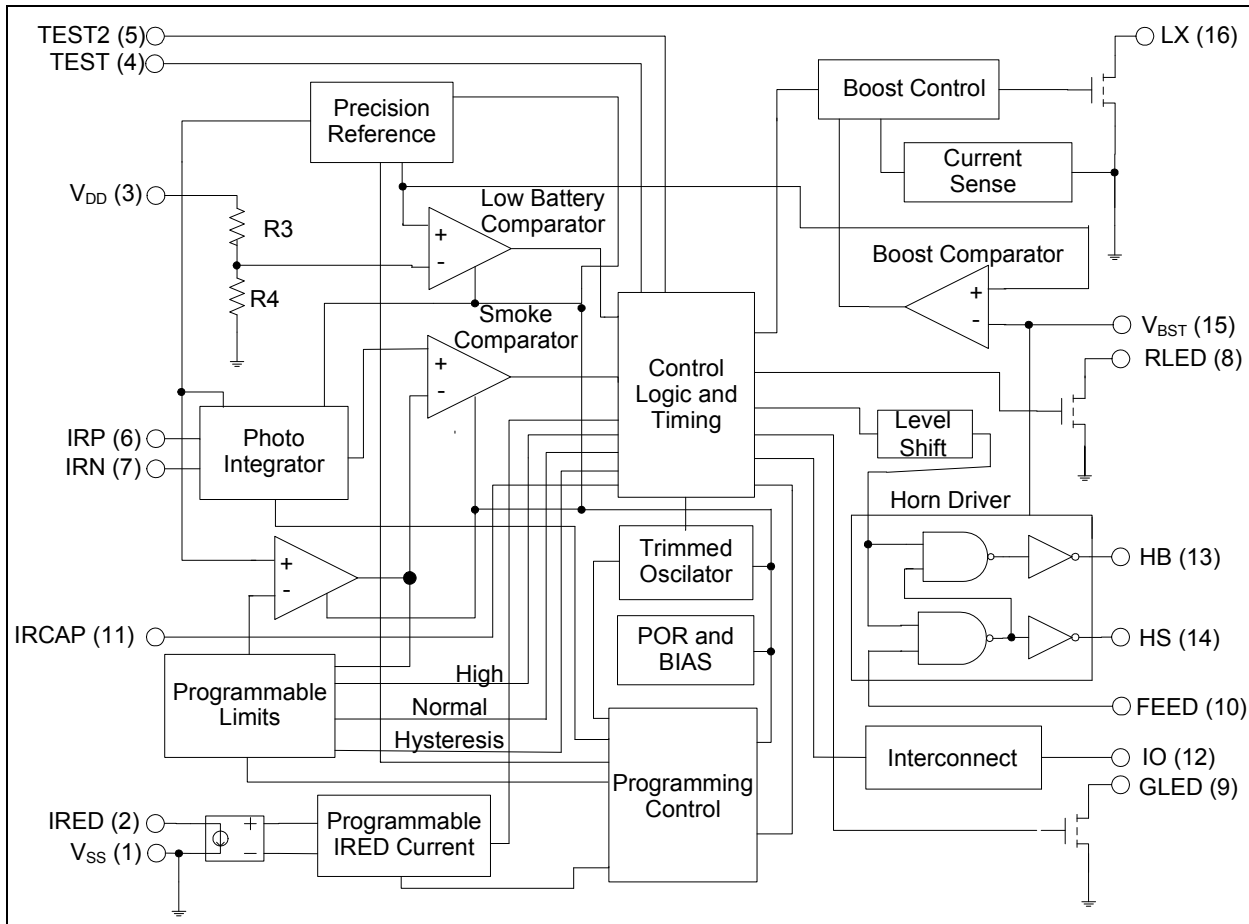 TEST2 (5)
TEST (4)
LX (16)
Precision
Reference
Boost Control
Current
Sense
VDD (3)
R3
R4
Low Battery
Comparator
+
-
Boost Comparator
+
-
Smoke
Comparator
+
-
VBST (15)
RLED (8)
Control
Logic and
Timing
Level
Shift
IRP (6)
IRN (7)
Photo
Integrator
Horn Driver
+
-
Trimmed
Oscilator
HB (13)
IRCAP (11)
POR and
BIAS
HS (14)
Programmable
Limits
High
Normal
Hysteresis
FEED (10)
Interconnect
IO (12)
GLED (9)
Programming
Control
IRED (2)
VSS (1)
+
−
Programmable
IRED Current